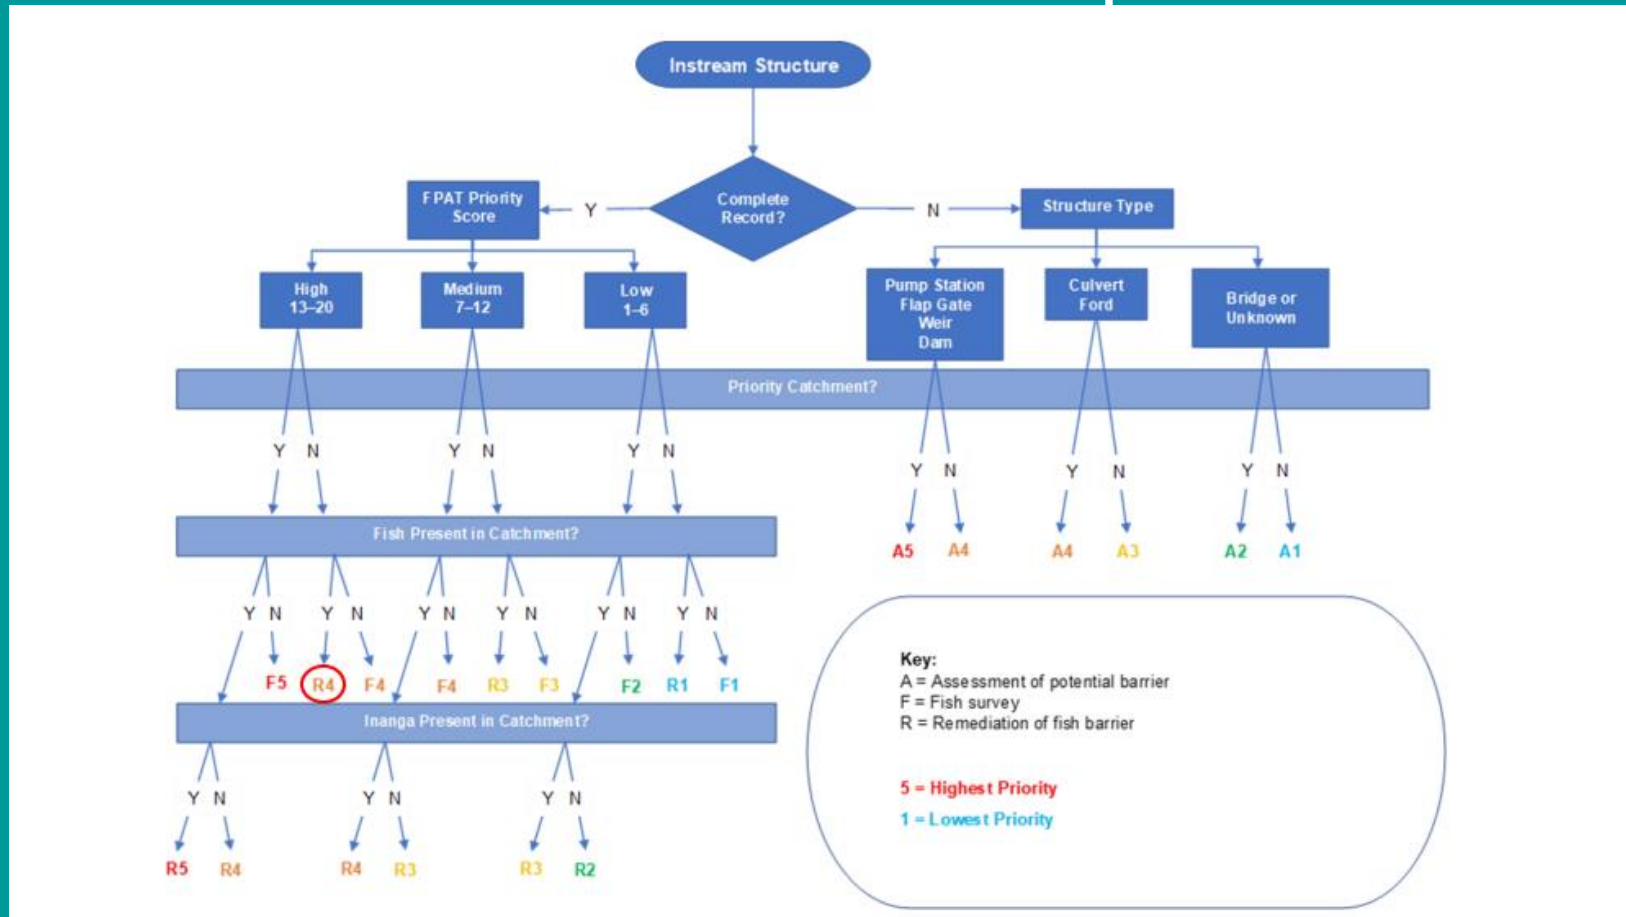 Instream Structure
Complete
Record?
Y
N
FPAT Priority
Score
Structure Type
High
13–20
Medium
7–12
Low
1–6
Pump Station
Flap Gate
Weir
Dam
Culvert
Ford
Bridge or
Unknown
Priority Catchment?
Y N Y N Y N
Y N Y N Y N
A5 A4 A4 A3 A2 A1
Fish Present in Catchment?
Y N Y N Y N Y N Y N Y N
F5 R4 F4 F4 R3 F3 F2 R1 F1
Inanga Present in Catchment?
Y N Y N Y N
R5 R4 R4 R3 R3 R2
Key:
A = Assessment of potential barrier
F = Fish survey
R = Remediation of fish barrier
5 = Highest Priority
1 = Lowest Priority